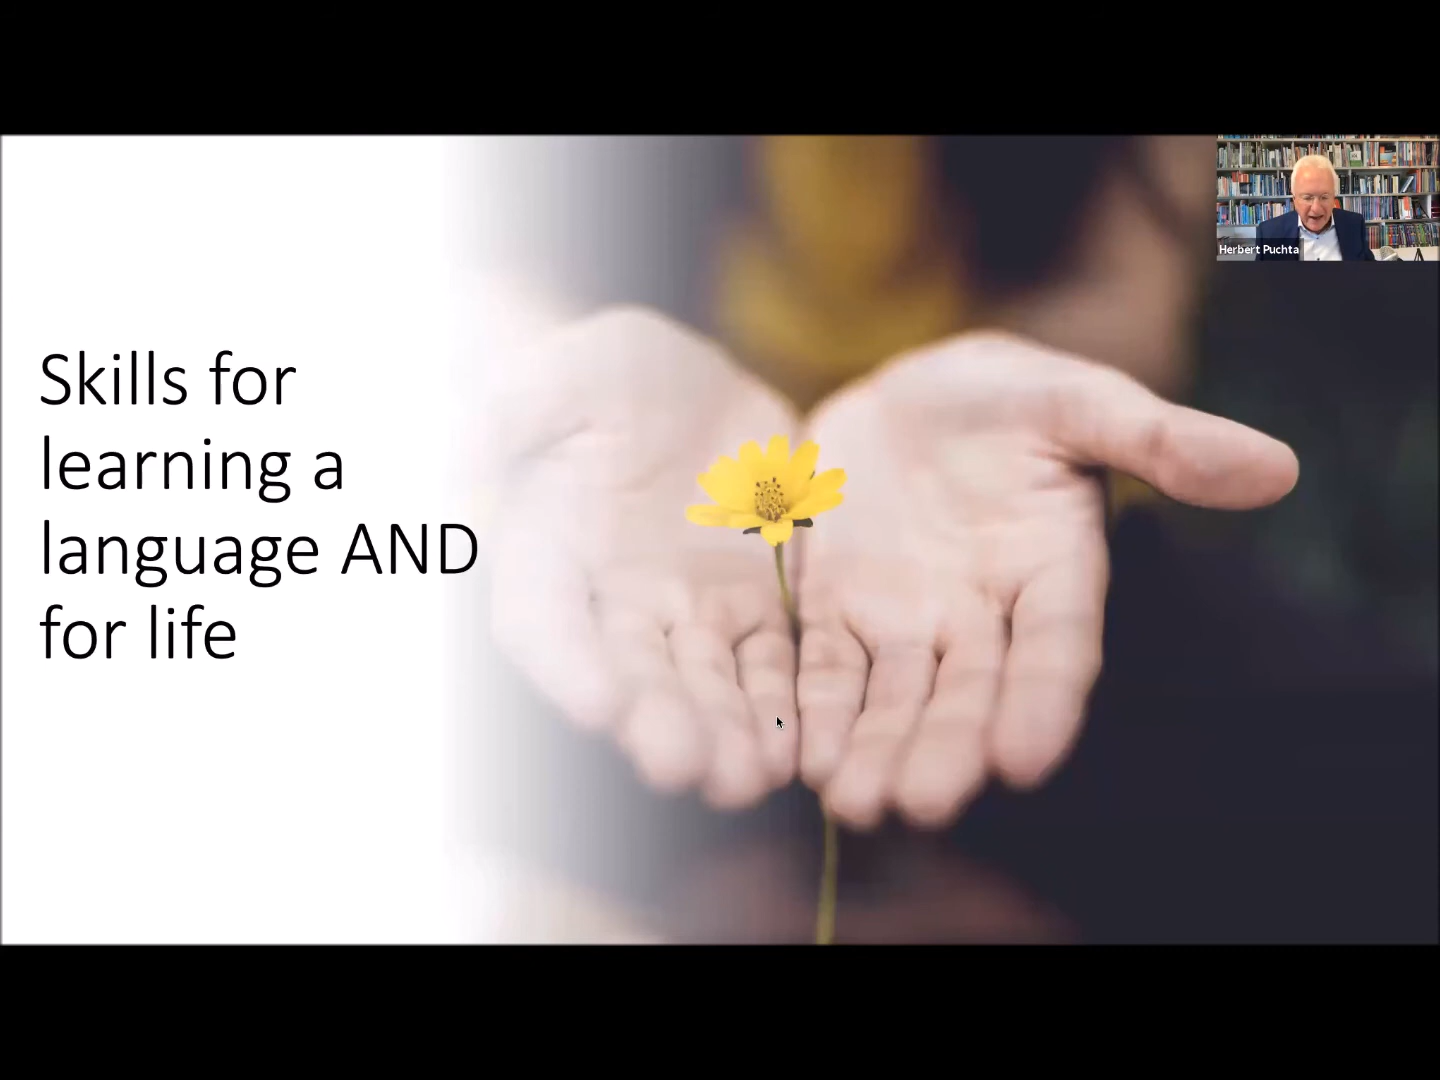 Skills for
learning a
language AND
for life
Herbert Puchta